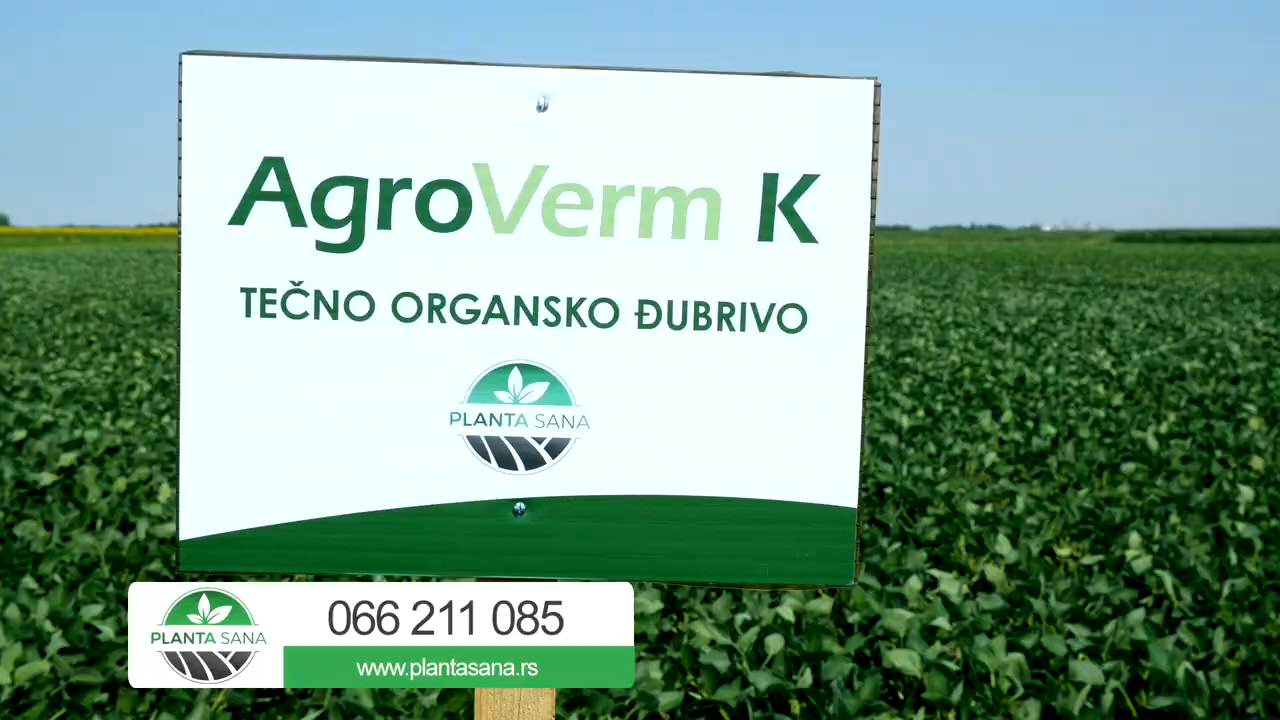 AgroVerm K
TEČNO ORGANSKO ĐUBRIVO
PLANTA SANA
PLANTA SANA
066 211 085
www.plantasana.rs